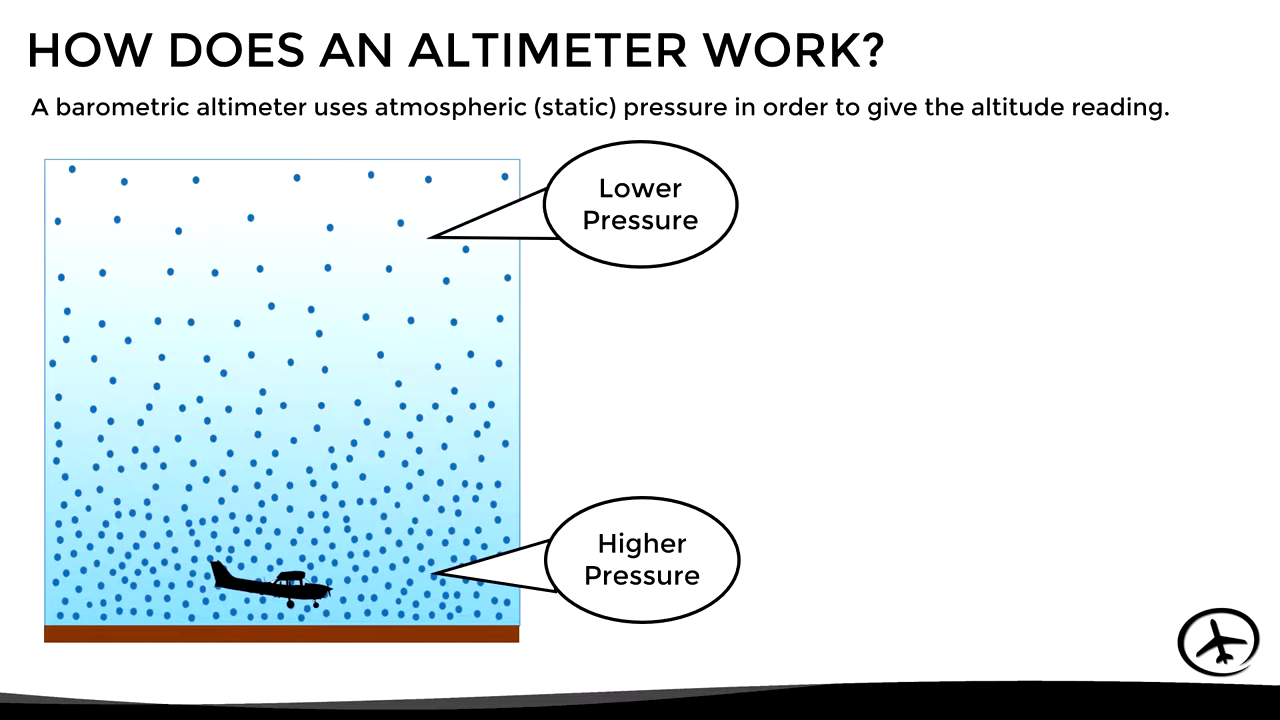 HOW DOES AN ALTIMETER WORK?
A barometric altimeter uses atmospheric (static) pressure in order to give the altitude reading.
Lower
Pressure
Higher
Pressure